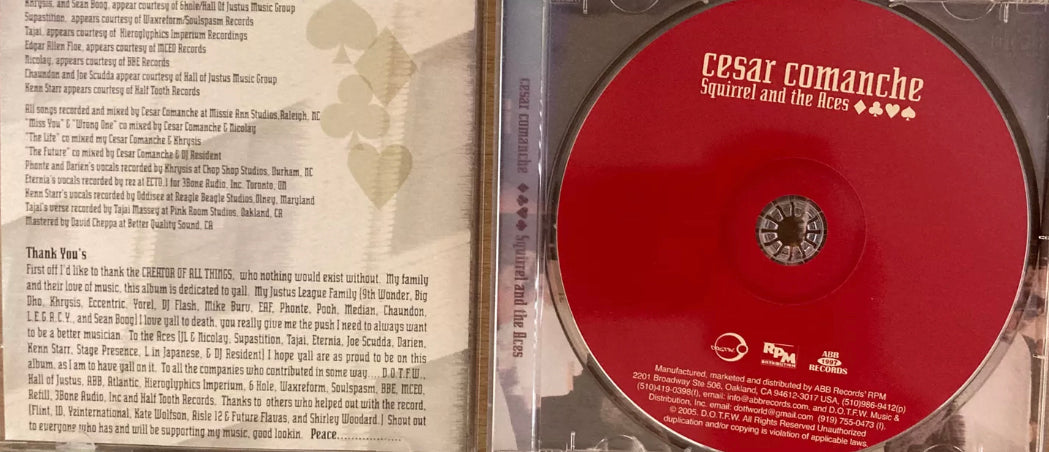 Khrysis, and Sean Boog, appear courtesy of 6hole/Hall Of Justus Music Group
Supastition, appears courtesy of Waxreform/Soulspasm Records
Tajai, appears courtesy of Hieroglyphics Imperium Recordings
Edgar Allen Floe, appears courtesy of MCEO Records
Nicolay, appears courtesy of BBE Records
Chaundon and Joe Scudda appear courtesy of Hall of Justus Music Group
Kenn Starr appears courtesy of Half Tooth Records
All songs recorded and mixed by Cesar Comanche at Missie Ann Studios, Raleigh, NC
"Miss You" & "Wrong One" co mixed by Cesar Comanche & Nicolay
"The Life" co mixed my Cesar Comanche & Khrysis
"The Future" co mixed by Cesar Comanche & DJ Resident
Phonte and Darien's vocals recorded by Khrysis at Chop Shop Studios, Durham, NC
Eternia's vocals recorded by rez at ECTO.1 for 3Bone Rudio, Inc. Toronto, ON
Kenn Starr's vocals recorded by Oddisee at Reagle Beagle Studios, Olney, Maryland
Tajai's verse recorded by Tajai Massey at Pink Room Studios, Oakland, CA
Mastered by David Cheppa at Better Quality Sound, CA
Thank You's
First off I'd like to thank the CREATOR OF ALL THINGS, who nothing would exist without. My family
and their love of music, this album is dedicated to yall. My Justus League Family (9th Wonder, Big
Dho, Khrysis, Eccentric, Yorel, DJ Flash, Mike Burv, EAF, Phonte, Pooh, Median, Chaundon,
L.E.G.A.C.Y., and Sean Boog) I love yall to death, you really give me the push I need to always want
to be a better musician. To the Aces (JL & Nicolay, Supastition, Tajai, Eternia, Joe Scudda, Darien,
Kenn Starr, Stage Presence, L in Japanese, & DJ Resident) I hope yall are as proud to be on this
album, as I am to have yall on it. To all the companies who contributed in some way.... D.O.T.F.W.,
Hall of Justus, ABB, Atlantic, Hieroglyphics Imperium, 6 Hole, Waxreform, Soulspasm, BBE, MCEO,
Refill, 3Bone Rudio, Inc and Half Tooth Records. Thanks to others who helped out with the record,
(Flint, ID, Yzinternational, Kate Wolfson, Aisle 12 & Future Flavas, and Shirley Woodard.) Shout out
to everyone who has and will be supporting my music, good lookin. Peace...................
cesar comanche ♦♣♥♠ Squirrel and the Aces
cesar comanche
Squirrel and the Aces ♦♣♥♠
RPM
DISTRIBUTION
ABB
1997
RECORDS
Manufactured, marketed and distributed by ABB Records' RPM
2201 Broadway Ste 506, Oakland, CA 94612-3017 USA, (510)986-9412(p)
(510)419-0398(f), email: info@abbrecords.com, and D.O.T.F.W. Music &
Distribution, Inc. email: dotfworld@gmail.com (919) 755-0473 (f).
© 2005. D.O.T.F.W. All Rights Reserved Unauthorized
duplication and/or copying is violation of applicable laws.